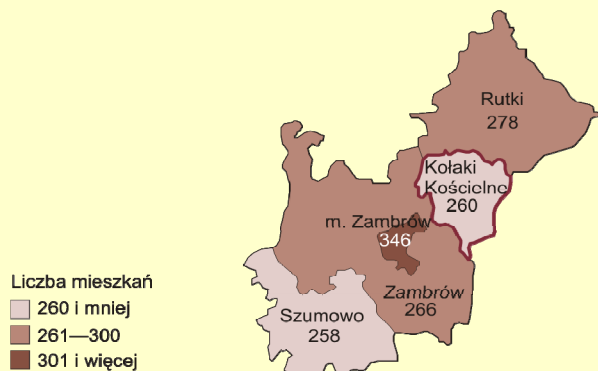 Rutki
278
Kołaki
Kościelne
260
m. Zambrów
346
Zambrów
266
Szumowo
258
Liczba mieszkań
260 i mniej
261—300
301 i więcej